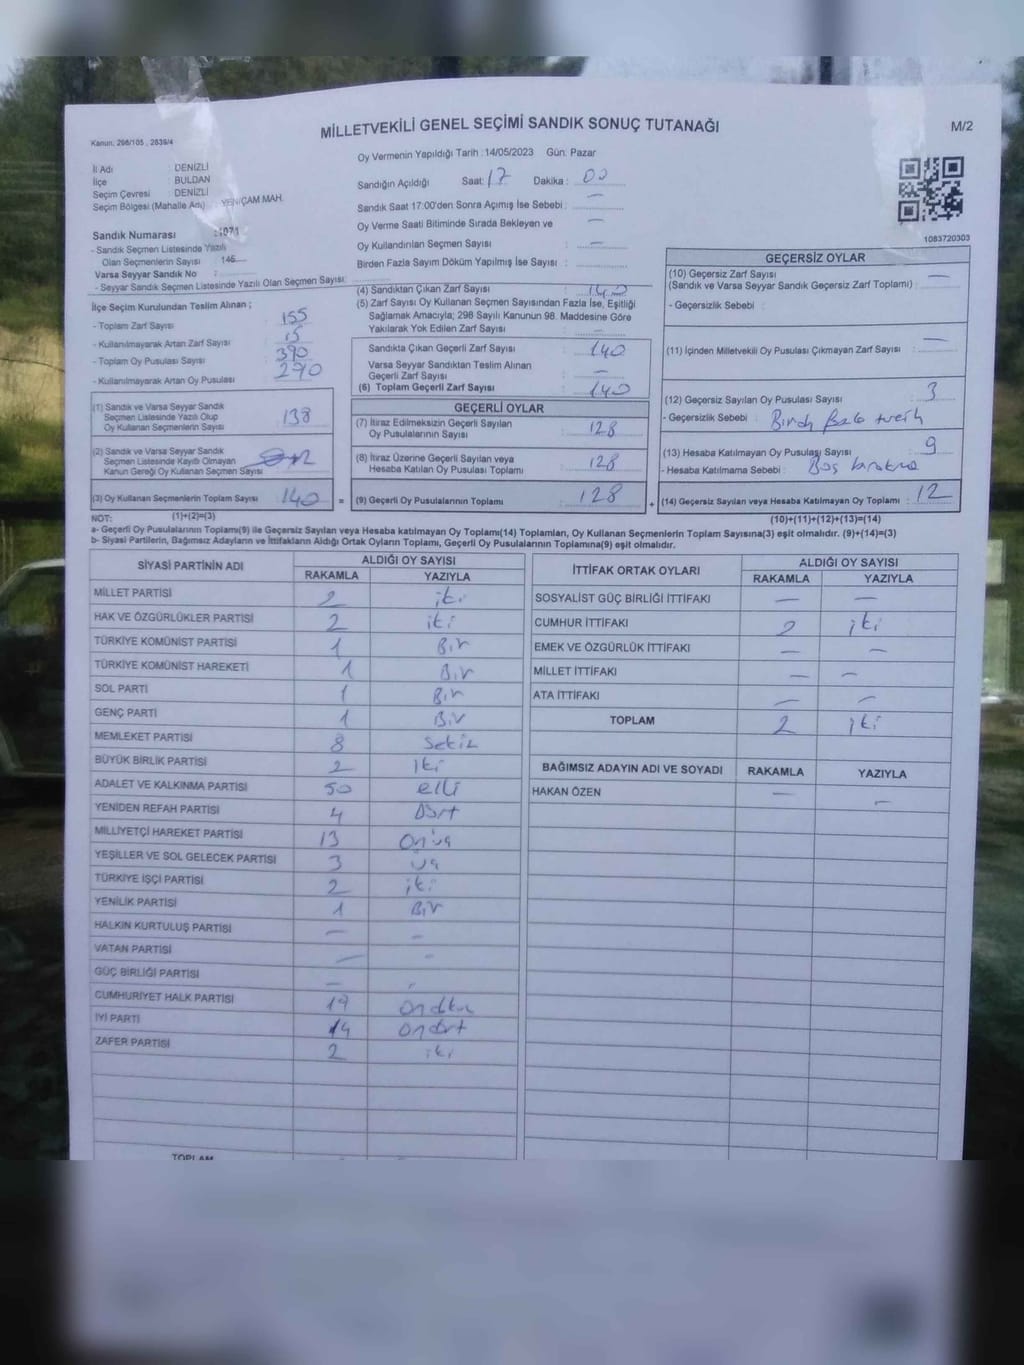 MİLLETVEKİLİ GENEL SEÇİMİ SANDIK SONUÇ TUTANAĞI
M/2
Kanun: 298/105 , 2839/4
Oy Vermenin Yapıldığı Tarih :14/05/2023 Gün: Pazar
İl Adı : DENİZLİ
İlçe : BULDAN
Seçim Çevresi : DENİZLİ
Seçim Bölgesi (Mahalle Adı) : YENİÇAM MAH.
Sandığın Açıldığı Saat: 17 Dakika : 00
Sandık Saat 17:00'den Sonra Açımış İse Sebebi : —
Oy Verme Saati Bitiminde Sırada Bekleyen ve
Oy Kullandırılan Seçmen Sayısı : —
Birden Fazla Sayım Döküm Yapılmış İse Sayısı :
1083720303
Sandık Numarası : 1071
- Sandık Seçmen Listesinde Yazılı
Olan Seçmenlerin Sayısı : 146
Varsa Seyyar Sandık No :
- Seyyar Sandık Seçmen Listesinde Yazılı Olan Seçmen Sayısı:
İlçe Seçim Kurulundan Teslim Alınan ;
- Toplam Zarf Sayısı : 155
- Kullanılmayarak Artan Zarf Sayısı : 15
- Toplam Oy Pusulası Sayısı : 390
- Kullanılmayarak Artan Oy Pusulası : 290
(1) Sandık ve Varsa Seyyar Sandık
Seçmen Listesinde Yazılı Olup
Oy Kullanan Seçmenlerin Sayısı : 138
(2) Sandık ve Varsa Seyyar Sandık
Seçmen Listesinde Kayıtlı Olmayan
Kanun Gereği Oy Kullanan Seçmen Sayısı : 2
(3) Oy Kullanan Seçmenlerin Toplam Sayısı : 140 =
(1)+(2)=(3)
(4) Sandıktan Çıkan Zarf Sayısı : 140
(5) Zarf Sayısı Oy Kullanan Seçmen Sayısından Fazla İse, Eşitliği
Sağlamak Amacıyla; 298 Sayılı Kanunun 98. Maddesine Göre
Yakılarak Yok Edilen Zarf Sayısı : —
Sandıkta Çıkan Geçerli Zarf Sayısı : 140
Varsa Seyyar Sandıktan Teslim Alınan
Geçerli Zarf Sayısı : —
(6) Toplam Geçerli Zarf Sayısı : 140
GEÇERLİ OYLAR
(7) İtiraz Edilmeksizin Geçerli Sayılan
Oy Pusulalarının Sayısı : 128
(8) İtiraz Üzerine Geçerli Sayılan veya
Hesaba Katılan Oy Pusulası Toplamı : 128
(9) Geçerli Oy Pusulalarının Toplamı : 128 +
GEÇERSİZ OYLAR
(10) Geçersiz Zarf Sayısı
(Sandık ve Varsa Seyyar Sandık Geçersiz Zarf Toplamı) : —
- Geçersizlik Sebebi :
(11) İçinden Milletvekili Oy Pusulası Çıkmayan Zarf Sayısı : —
(12) Geçersiz Sayılan Oy Pusulası Sayısı : 3
- Geçersizlik Sebebi :
(13) Hesaba Katılmayan Oy Pusulası Sayısı : 9
- Hesaba Katılmama Sebebi : Boş bırakma
(14) Geçersiz Sayılan veya Hesaba Katılmayan Oy Toplamı : 12
(10)+(11)+(12)+(13)=(14)
NOT:
a- Geçerli Oy Pusulalarının Toplamı(9) ile Geçersiz Sayılan veya Hesaba katılmayan Oy Toplamı(14) Toplamları, Oy Kullanan Seçmenlerin Toplam Sayısına(3) eşit olmalıdır. (9)+(14)=(3)
b- Siyasi Partilerin, Bağımsız Adayların ve İttifakların Aldığı Ortak Oyların Toplamı, Geçerli Oy Pusulalarının Toplamına(9) eşit olmalıdır.
SİYASİ PARTİNİN ADI ALDIĞI OY SAYISI
RAKAMLA YAZIYLA
MİLLET PARTİSİ 2 iki
HAK VE ÖZGÜRLÜKLER PARTİSİ 2 iki
TÜRKİYE KOMÜNİST PARTİSİ 1 Bir
TÜRKİYE KOMÜNİST HAREKETİ 1 Bir
SOL PARTİ 1 Bir
GENÇ PARTİ 1 Bir
MEMLEKET PARTİSİ 8 sekiz
BÜYÜK BİRLİK PARTİSİ 2 iki
ADALET VE KALKINMA PARTİSİ 50 elli
YENİDEN REFAH PARTİSİ 4 Dört
MİLLİYETÇİ HAREKET PARTİSİ 13 Onüç
YEŞİLLER VE SOL GELECEK PARTİSİ 3 üç
TÜRKİYE İŞÇİ PARTİSİ 2 iki
YENİLİK PARTİSİ 1 Bir
HALKIN KURTULUŞ PARTİSİ — —
VATAN PARTİSİ — —
GÜÇ BİRLİĞİ PARTİSİ — —
CUMHURİYET HALK PARTİSİ 19 ondokuz
İYİ PARTİ 14 ondört
ZAFER PARTİSİ 2 iki
TOPLAM
İTTİFAK ORTAK OYLARI ALDIĞI OY SAYISI
RAKAMLA YAZIYLA
SOSYALİST GÜÇ BİRLİĞİ İTTİFAKI — —
CUMHUR İTTİFAKI 2 iki
EMEK VE ÖZGÜRLÜK İTTİFAKI — —
MİLLET İTTİFAKI — —
ATA İTTİFAKI — —
TOPLAM 2 iki
BAĞIMSIZ ADAYIN ADI VE SOYADI RAKAMLA YAZIYLA
HAKAN ÖZEN — —